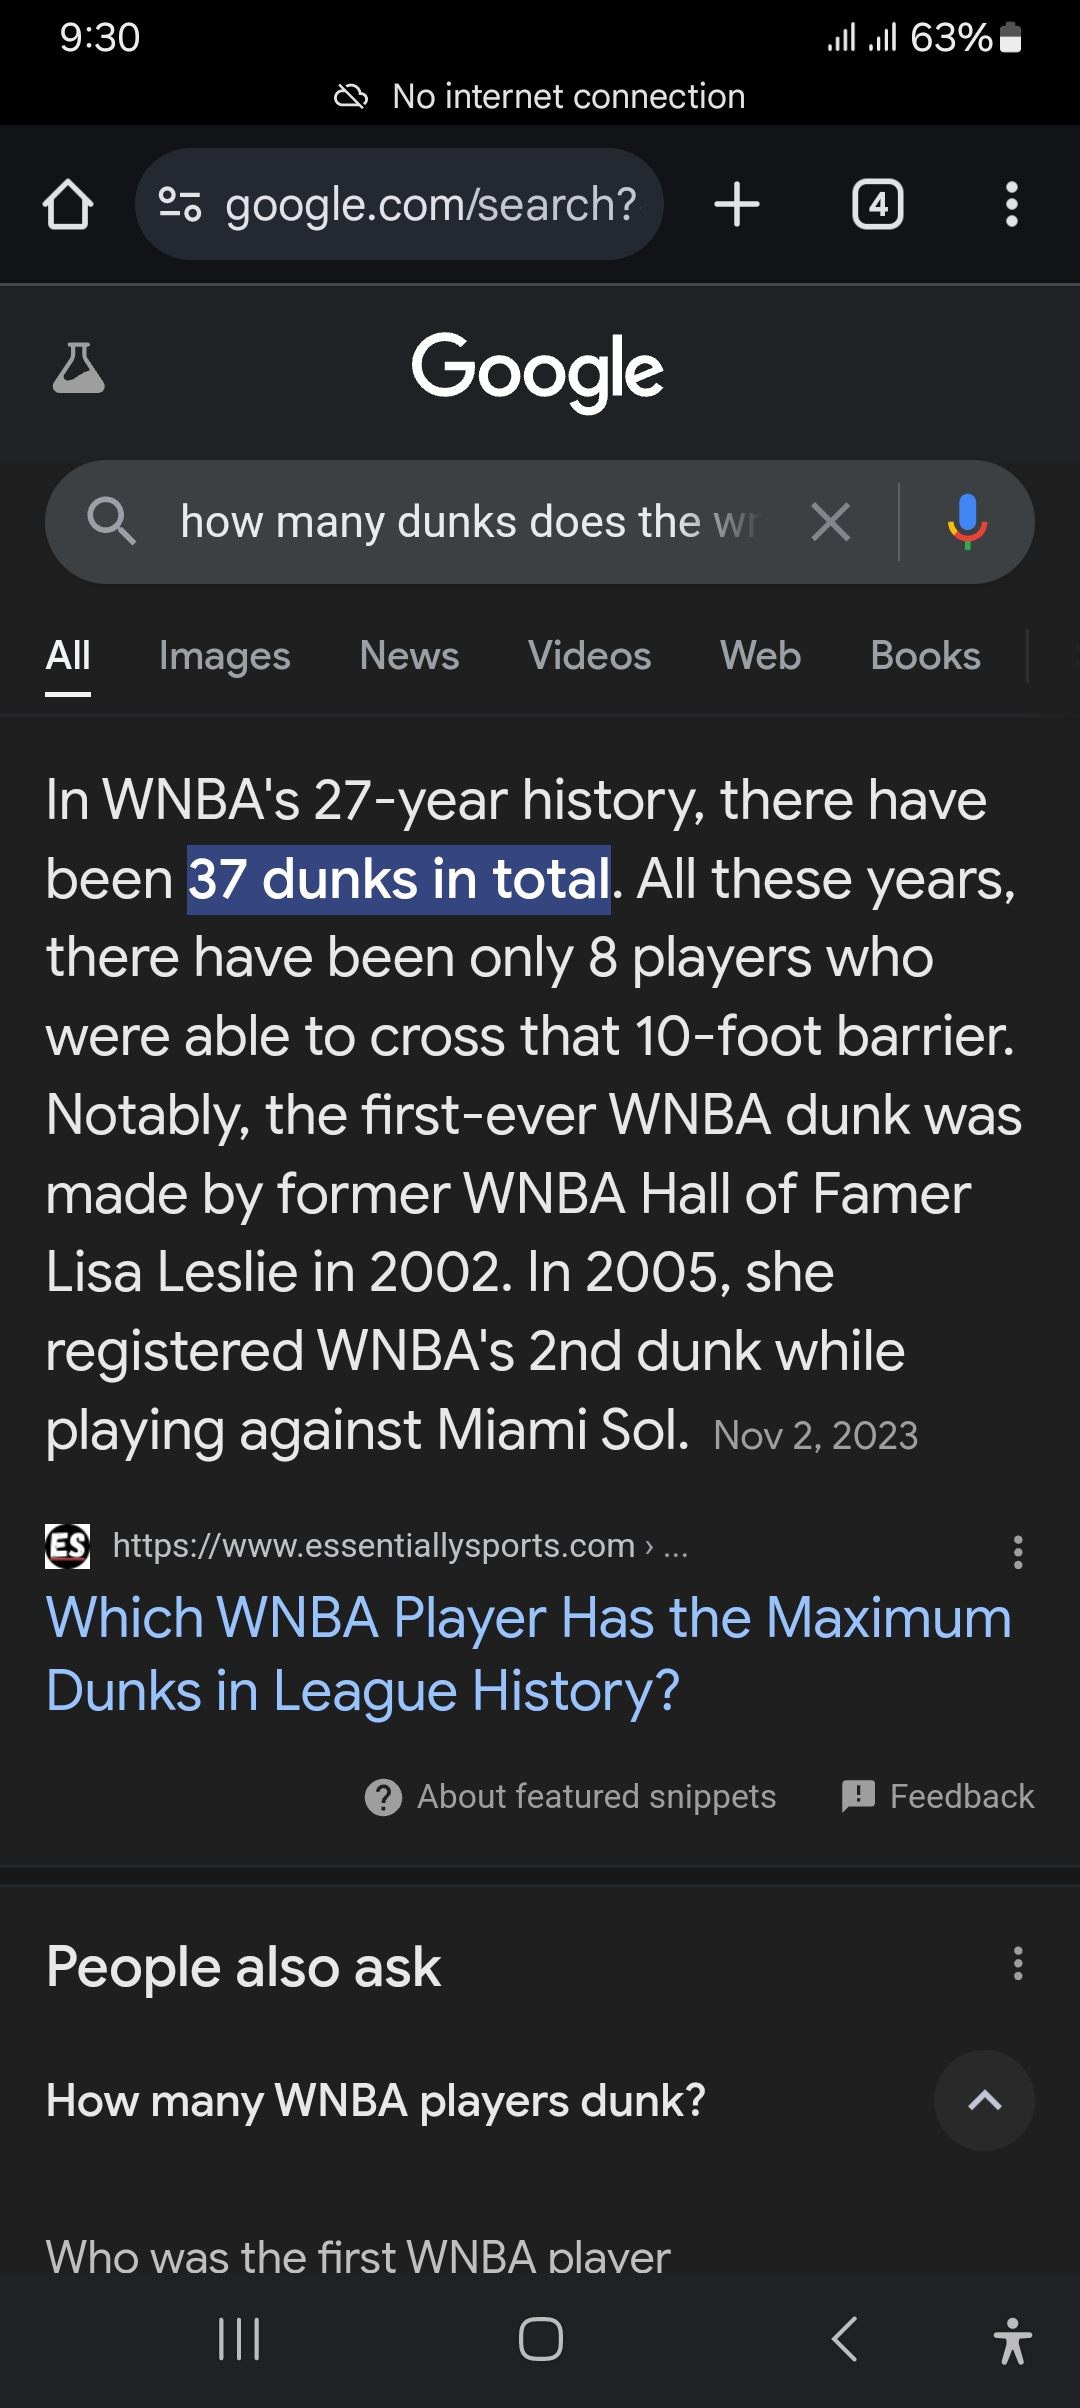 9:30
63%
No internet connection
google.com/search?
4
Google
how many dunks does the
All Images News Videos Web Books
In WNBA's 27-year history, there have
been 37 dunks in total. All these years,
there have been only 8 players who
were able to cross that 10-foot barrier.
Notably, the first-ever WNBA dunk was
made by former WNBA Hall of Famer
Lisa Leslie in 2002. In 2005, she
registered WNBA's 2nd dunk while
playing against Miami Sol. Nov 2, 2023
ES https://www.essentiallysports.com › ...
Which WNBA Player Has the Maximum
Dunks in League History?
About featured snippets Feedback
People also ask
How many WNBA players dunk?
Who was the first WNBA player